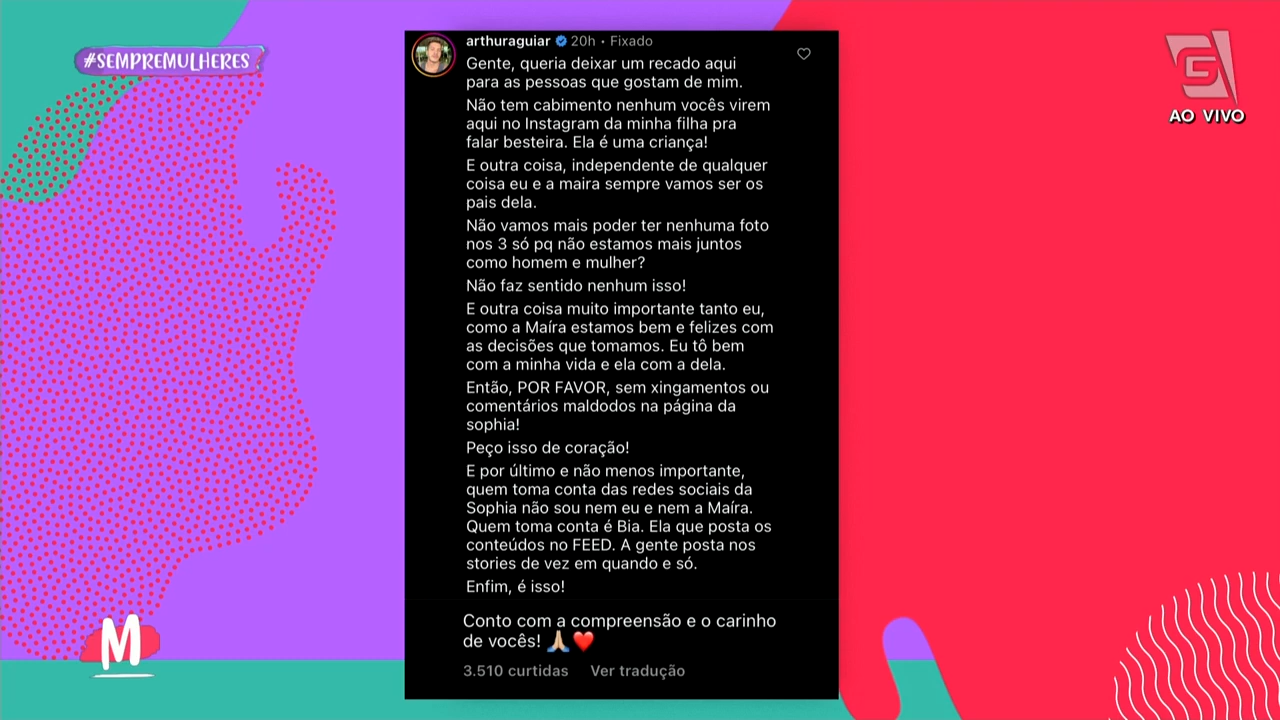 #SEMPREMULHERES
G
AO VIVO
arthuraguiar 20h • Fixado
Gente, queria deixar um recado aqui
para as pessoas que gostam de mim.
Não tem cabimento nenhum vocês virem
aqui no Instagram da minha filha pra
falar besteira. Ela é uma criança!
E outra coisa, independente de qualquer
coisa eu e a maira sempre vamos ser os
pais dela.
Não vamos mais poder ter nenhuma foto
nos 3 só pq não estamos mais juntos
como homem e mulher?
Não faz sentido nenhum isso!
E outra coisa muito importante tanto eu,
como a Maíra estamos bem e felizes com
as decisões que tomamos. Eu tô bem
com a minha vida e ela com a dela.
Então, POR FAVOR, sem xingamentos ou
comentários maldodos na página da
sophia!
Peço isso de coração!
E por último e não menos importante,
quem toma conta das redes sociais da
Sophia não sou nem eu e nem a Maíra.
Quem toma conta é Bia. Ela que posta os
conteúdos no FEED. A gente posta nos
stories de vez em quando e só.
Enfim, é isso!
Conto com a compreensão e o carinho
de vocês! 🙏🏼❤️
3.510 curtidas Ver tradução
M